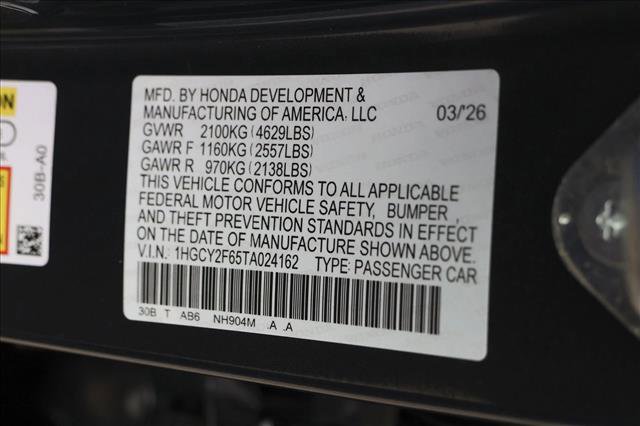 MFD. BY HONDA DEVELOPMENT &
MANUFACTURING OF AMERICA, LLC 03/'26
GVWR 2100KG (4629LBS)
GAWR F 1160KG (2557LBS)
GAWR R 970KG (2138LBS)
THIS VEHICLE CONFORMS TO ALL APPLICABLE
FEDERAL MOTOR VEHICLE SAFETY, BUMPER,
AND THEFT PREVENTION STANDARDS IN EFFECT
ON THE DATE OF MANUFACTURE SHOWN ABOVE.
V.I.N. 1HGCY2F65TA024162 TYPE: PASSENGER CAR
30B T AB6 NH904M .A .A
30B-A0